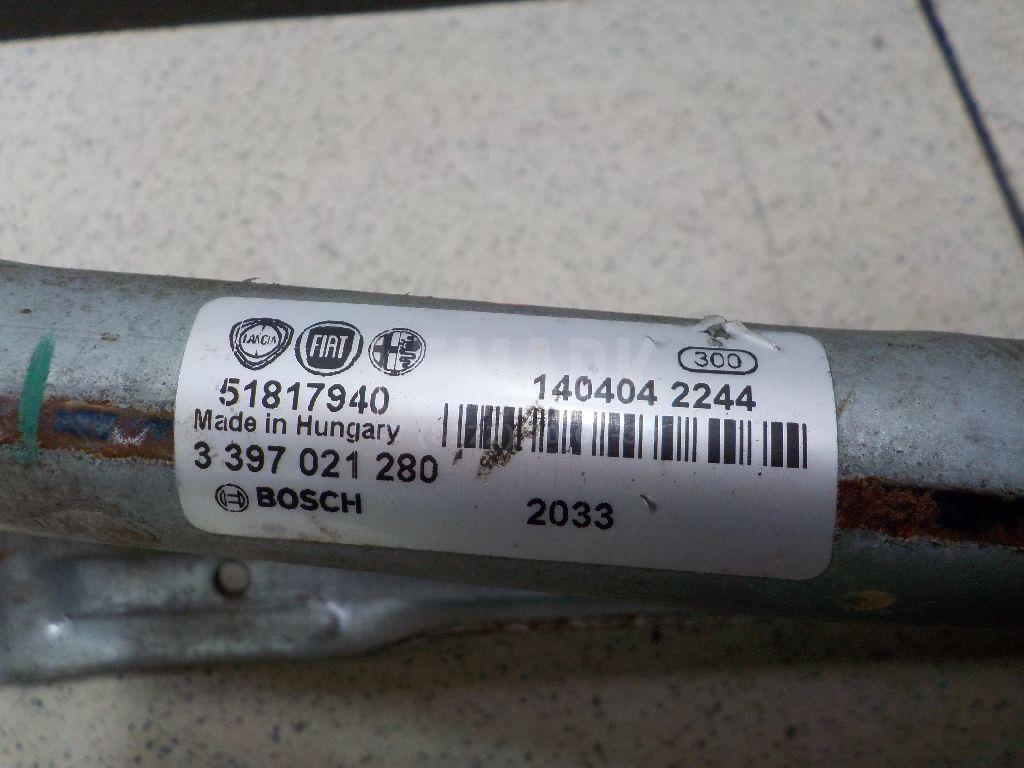 LANCIA FIAT
300
51817940 140404 2244
Made in Hungary
3 397 021 280
BOSCH 2033